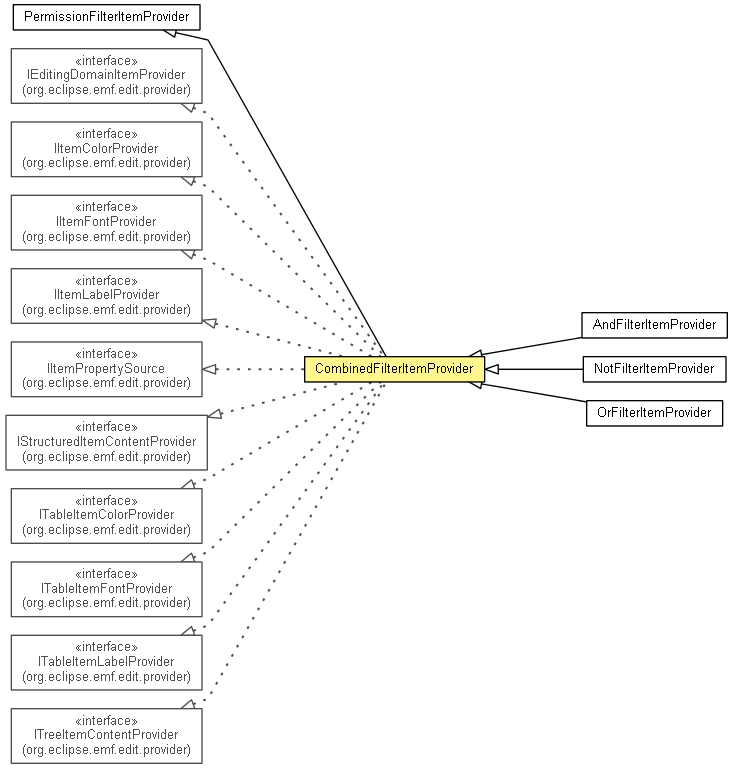 PermissionFilterItemProvider
«interface»
IEditingDomainItemProvider
(org.eclipse.emf.edit.provider)
«interface»
IItemColorProvider
(org.eclipse.emf.edit.provider)
«interface»
IItemFontProvider
(org.eclipse.emf.edit.provider)
«interface»
IItemLabelProvider
(org.eclipse.emf.edit.provider)
«interface»
IItemPropertySource
(org.eclipse.emf.edit.provider)
«interface»
IStructuredItemContentProvider
(org.eclipse.emf.edit.provider)
«interface»
ITableItemColorProvider
(org.eclipse.emf.edit.provider)
«interface»
ITableItemFontProvider
(org.eclipse.emf.edit.provider)
«interface»
ITableItemLabelProvider
(org.eclipse.emf.edit.provider)
«interface»
ITreeItemContentProvider
(org.eclipse.emf.edit.provider)
CombinedFilterItemProvider
AndFilterItemProvider
NotFilterItemProvider
OrFilterItemProvider